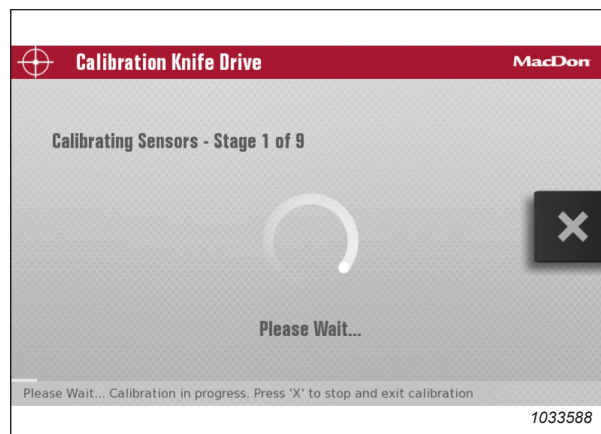 Calibration Knife Drive MacDon
Calibrating Sensors - Stage 1 of 9
Please Wait...
Please Wait... Calibration in progress. Press 'X' to stop and exit calibration
1033588